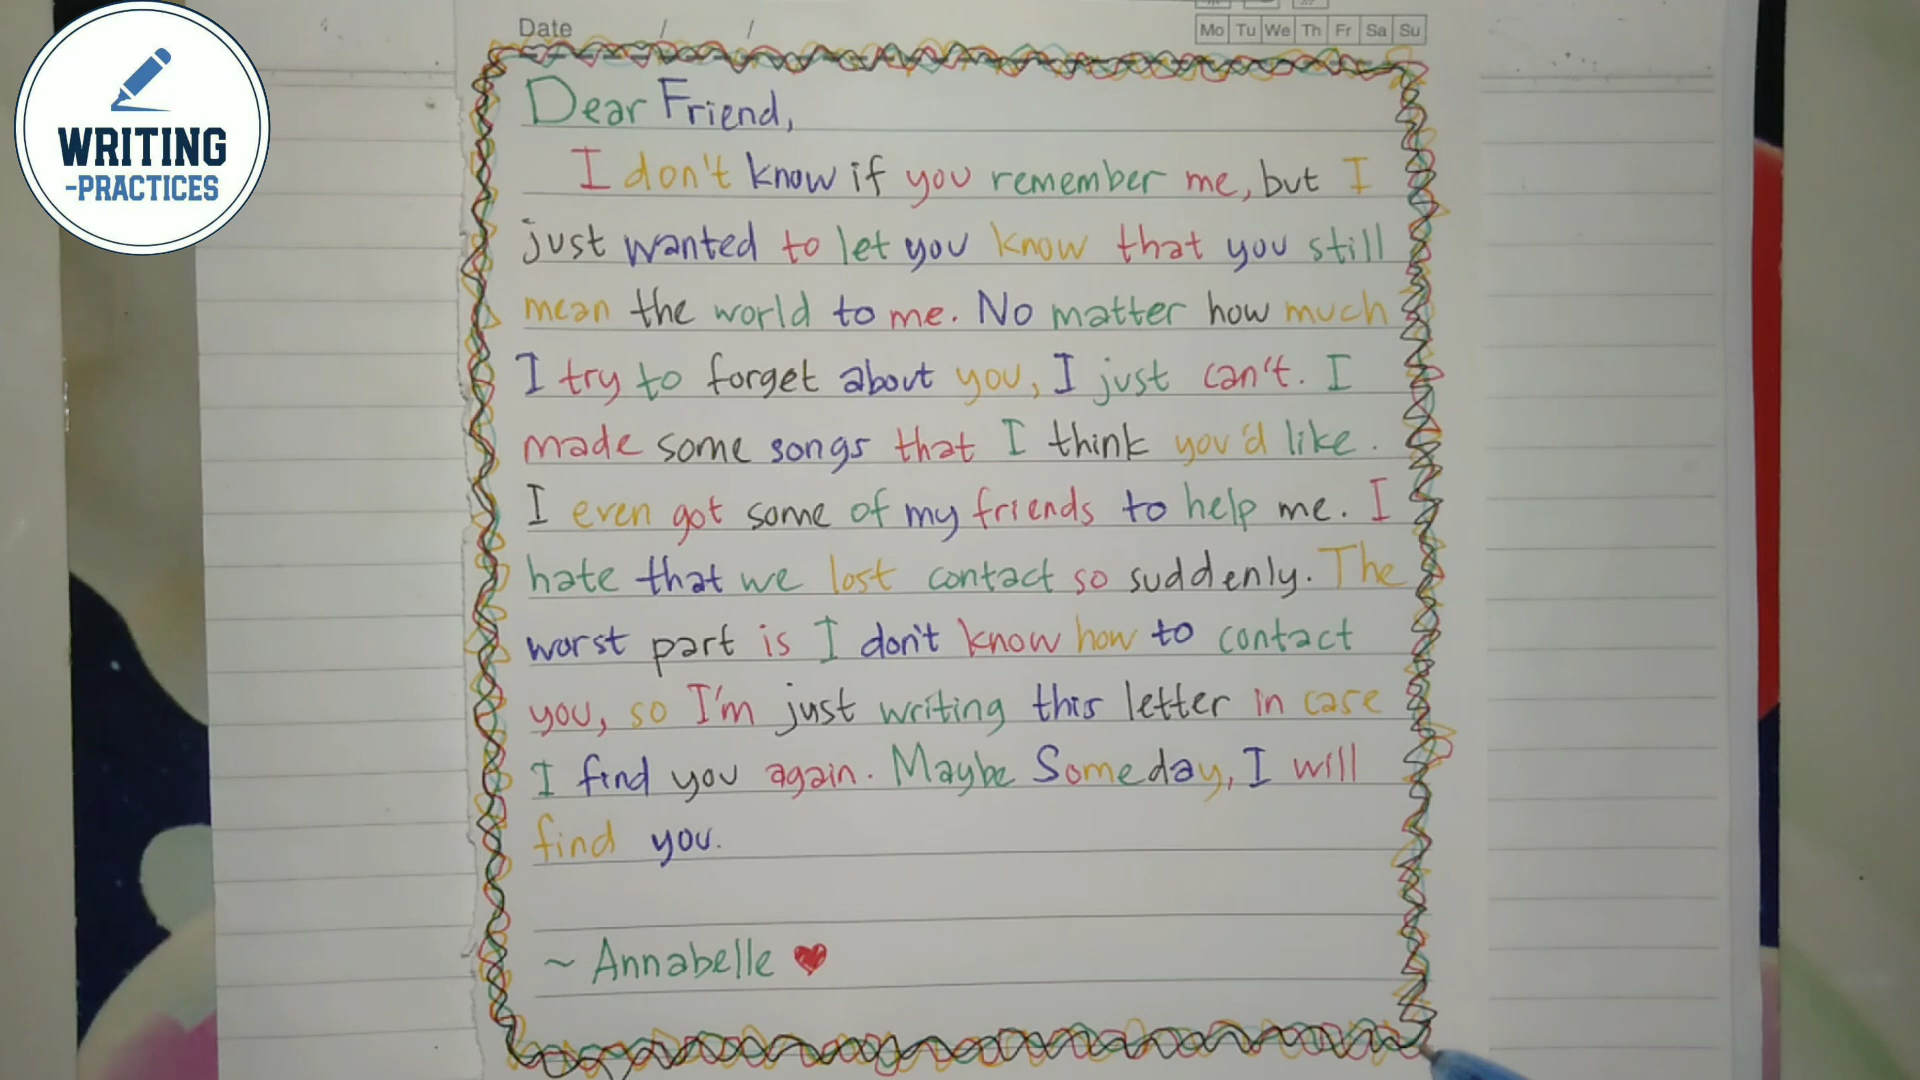 WRITING
-PRACTICES
Date / /
Mo Tu We Th Fr Sa Su
Dear Friend,
I don't know if you remember me, but I
just wanted to let you know that you still
mean the world to me. No matter how much
I try to forget about you, I just can't. I
made some songs that I think you'd like.
I even got some of my friends to help me. I
hate that we lost contact so suddenly. The
worst part is I don't know how to contact
you, so I'm just writing this letter in case
I find you again. Maybe Someday, I will
find you.
~ Annabelle ♥